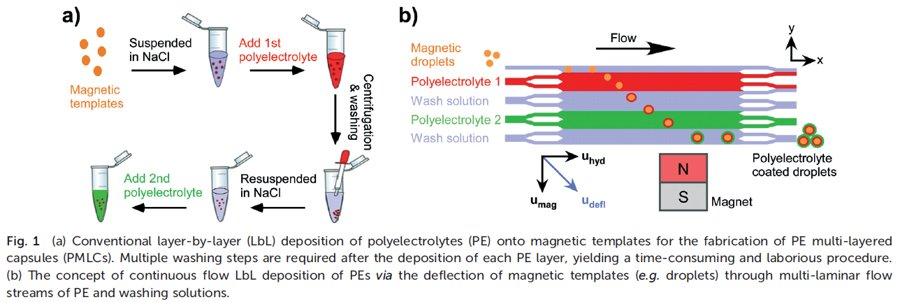 a)
Magnetic
templates
Suspended
in NaCl
Add 1st
polyelectrolyte
Centrifugation
& washing
Resuspended
in NaCl
Add 2nd
polyelectrolyte
b)
Flow
y
x
Magnetic
droplets
Polyelectrolyte 1
Wash solution
Polyelectrolyte 2
Wash solution
Polyelectrolyte
coated droplets
u_hyd
u_mag
u_defl
N
S
Magnet
Fig. 1 (a) Conventional layer-by-layer (LbL) deposition of polyelectrolytes (PE) onto magnetic templates for the fabrication of PE multi-layered
capsules (PMLCs). Multiple washing steps are required after the deposition of each PE layer, yielding a time-consuming and laborious procedure.
(b) The concept of continuous flow LbL deposition of PEs via the deflection of magnetic templates (e.g. droplets) through multi-laminar flow
streams of PE and washing solutions.